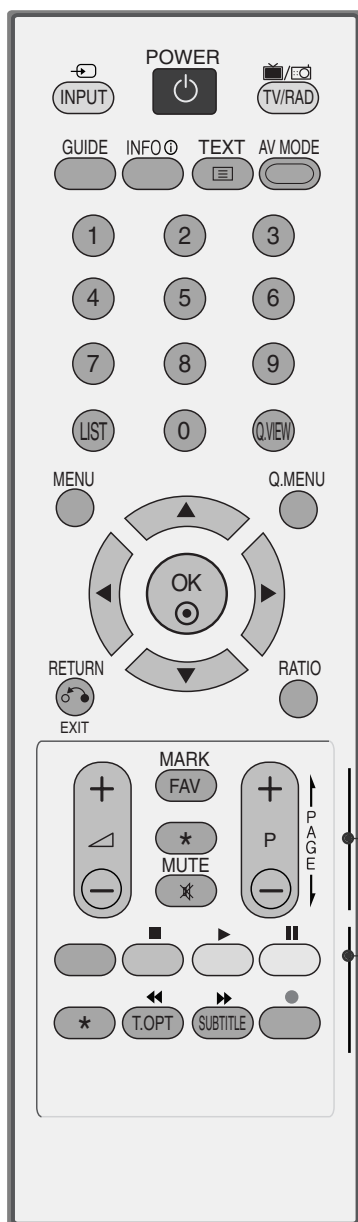 POWER
INPUT TV/RAD
GUIDE INFO i TEXT AV MODE
1 2 3
4 5 6
7 8 9
LIST 0 Q.VIEW
MENU Q.MENU
OK
RETURN RATIO
EXIT
MARK
FAV
P
PAGE
*
MUTE
* T.OPT SUBTITLE